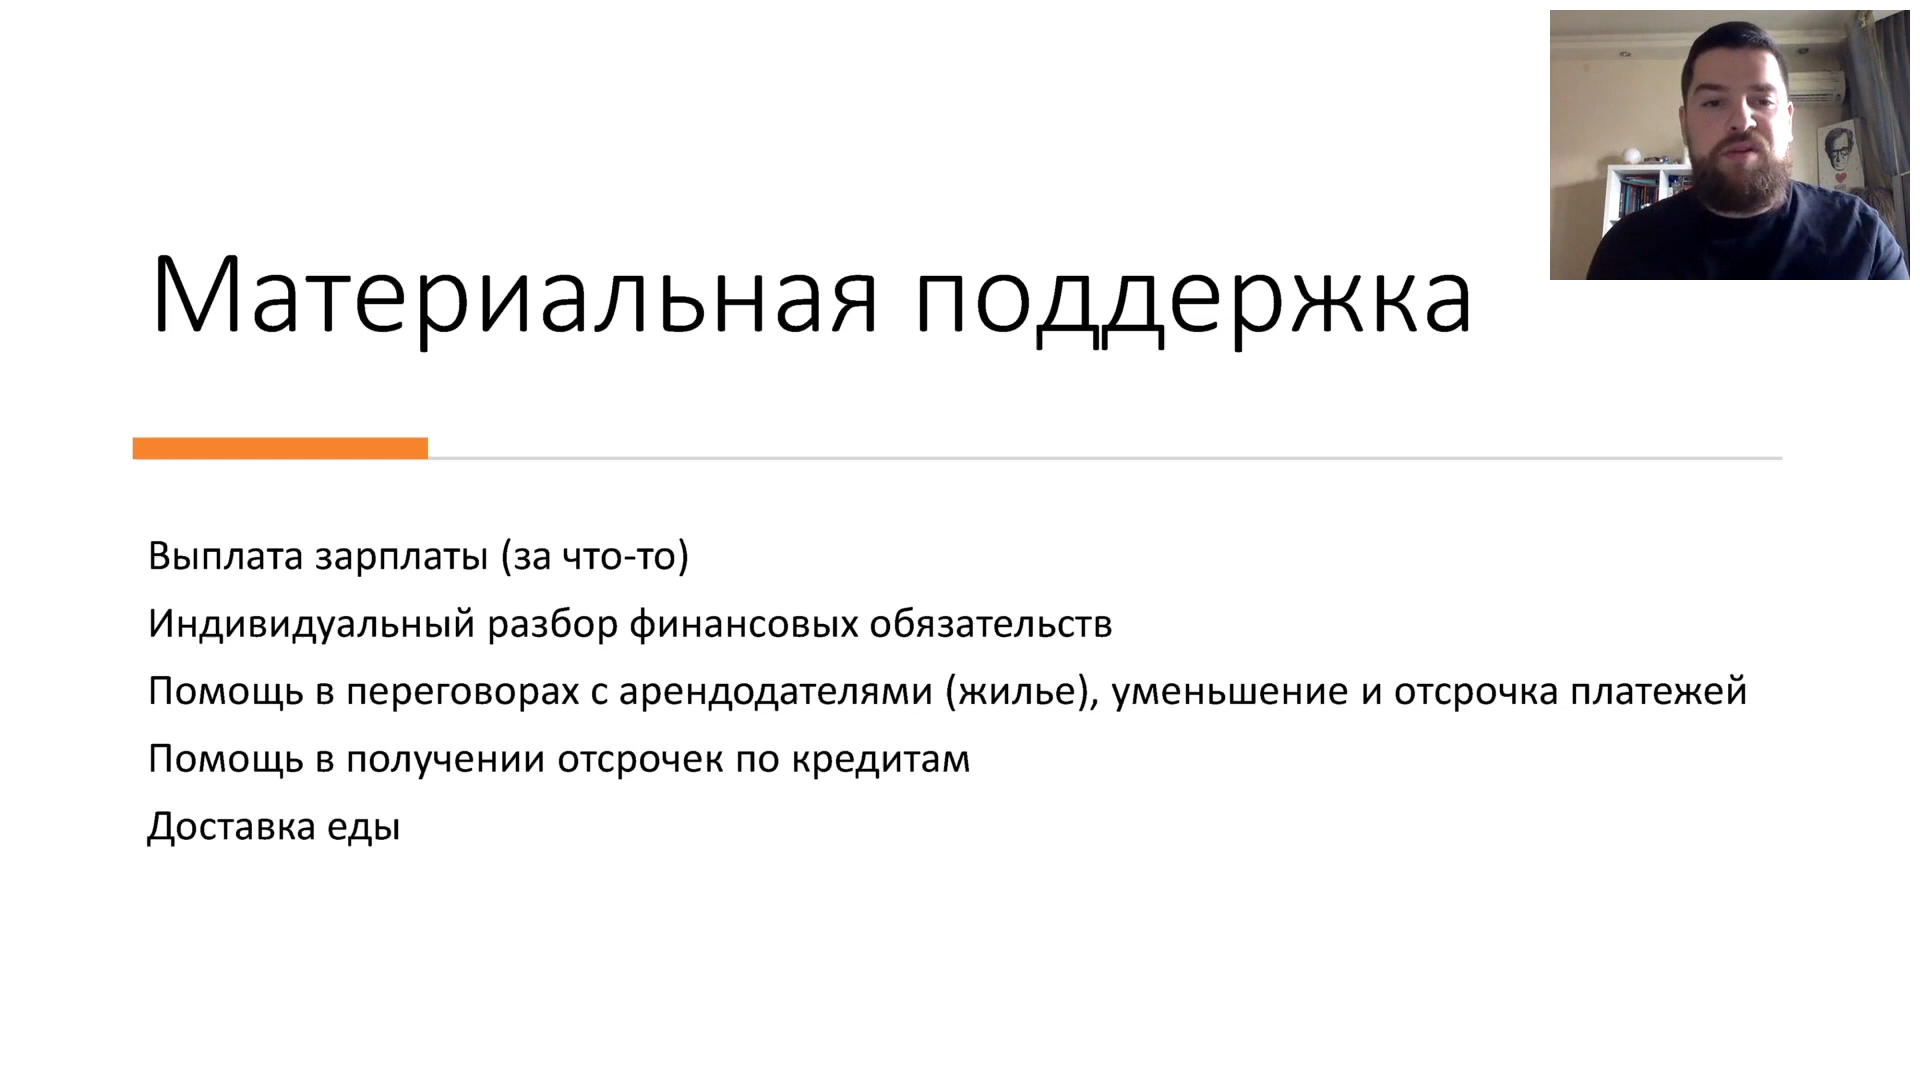 Материальная поддержка
Выплата зарплаты (за что-то)
Индивидуальный разбор финансовых обязательств
Помощь в переговорах с арендодателями (жилье), уменьшение и отсрочка платежей
Помощь в получении отсрочек по кредитам
Доставка еды